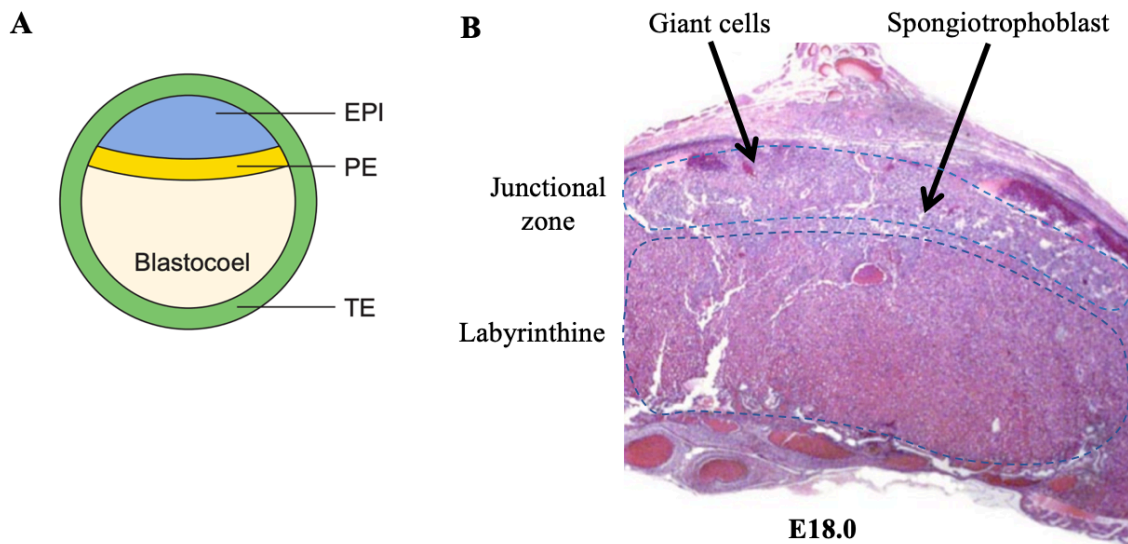 A
EPI
PE
Blastocoel
TE
B
Giant cells
Spongiotrophoblast
Junctional
zone
Labyrinthine
E18.0